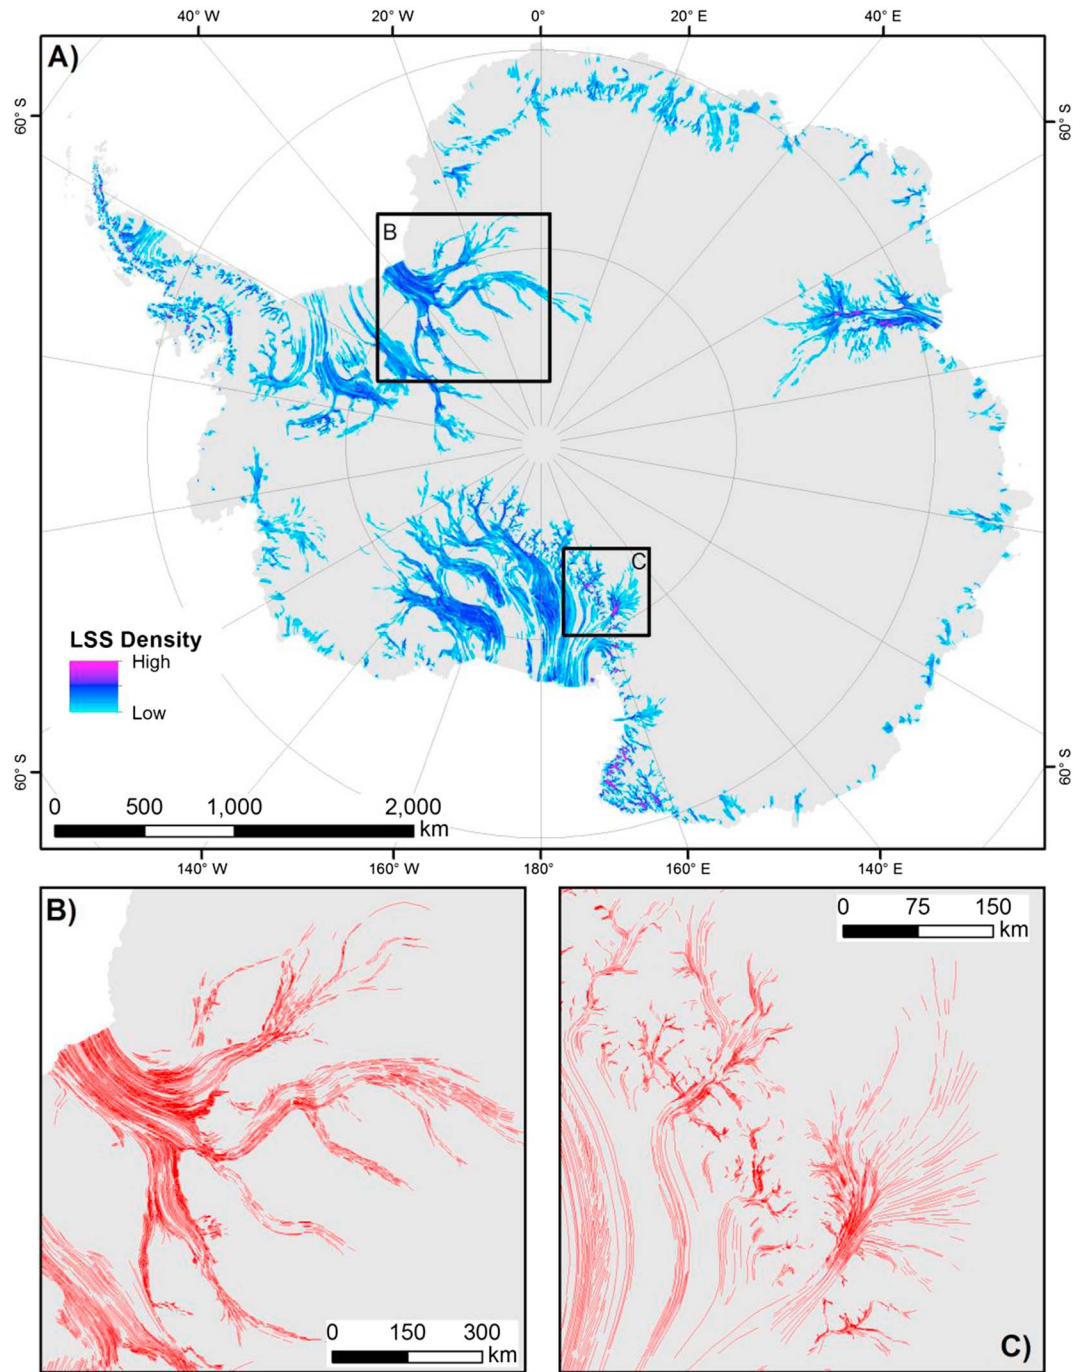 40° W 20° W 0° 20° E 40° E
A)
60° S
60° S
B
C
LSS Density
High
Low
60° S
60° S
0 500 1,000 2,000
km
140° W 160° W 180° 160° E 140° E
B)
0 75 150
km
0 150 300
km
C)